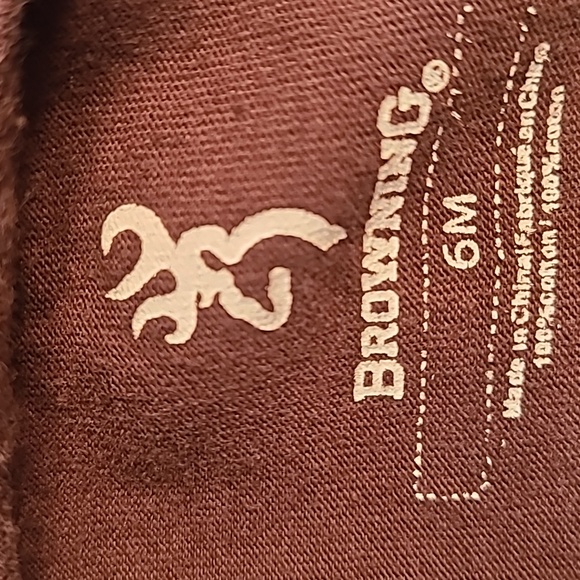 BROWNING®
6M
Made in China/Fabriqué en Chine
100% Cotton / 100% coton